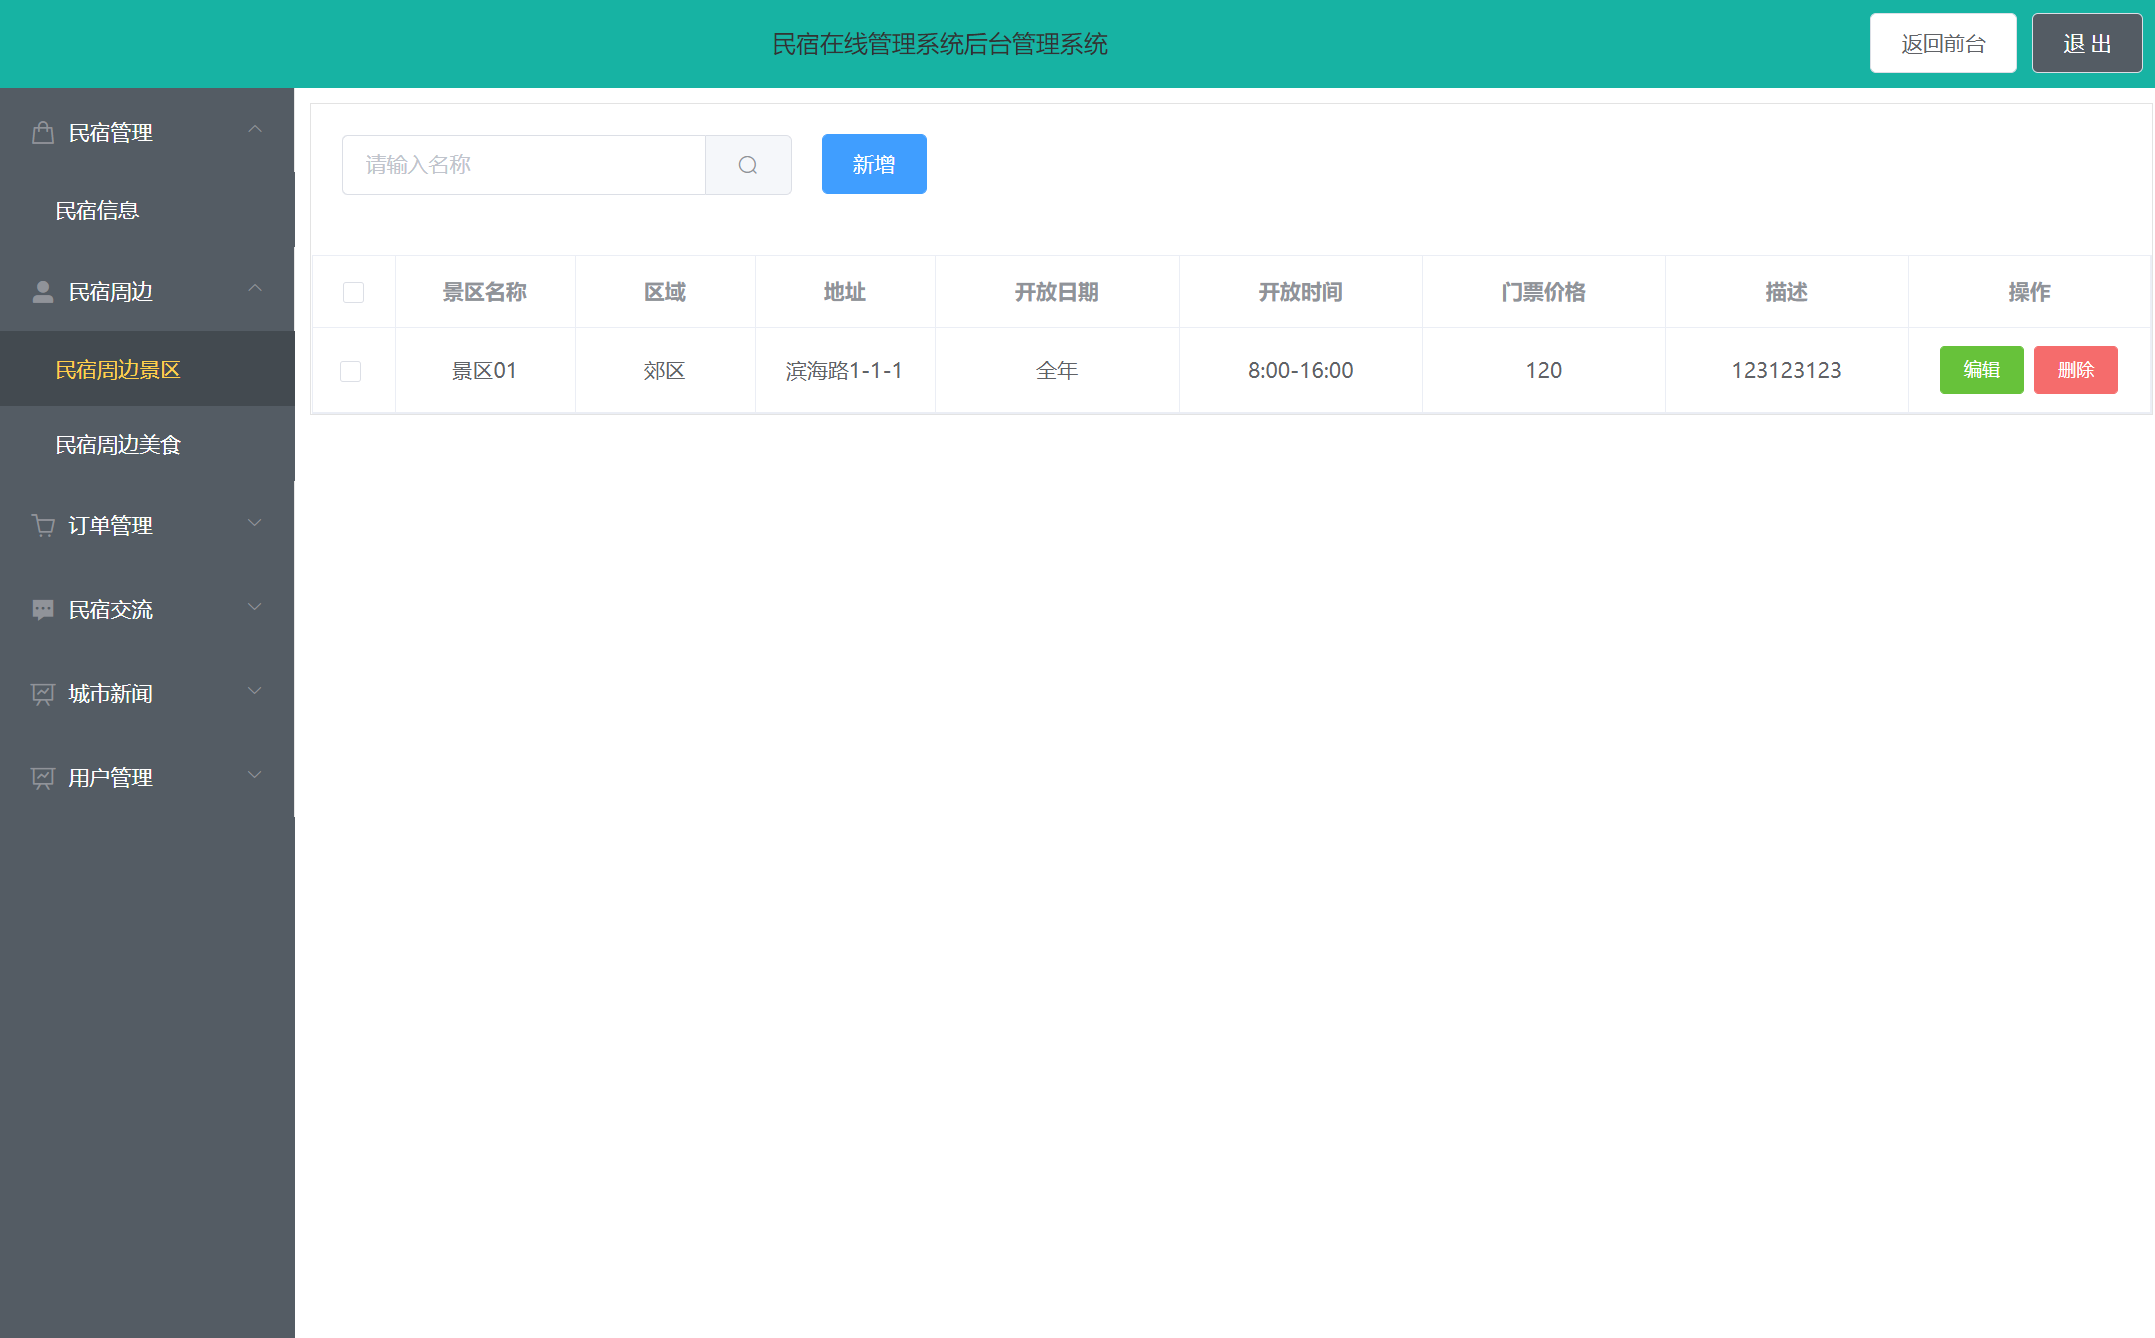 民宿在线管理系统后台管理系统
返回前台
退 出
民宿管理
民宿信息
民宿周边
民宿周边景区
民宿周边美食
订单管理
民宿交流
城市新闻
用户管理
请输入名称
新增
景区名称 区域 地址 开放日期 开放时间 门票价格 描述 操作
景区01 郊区 滨海路1-1-1 全年 8:00-16:00 120 123123123 编辑 删除